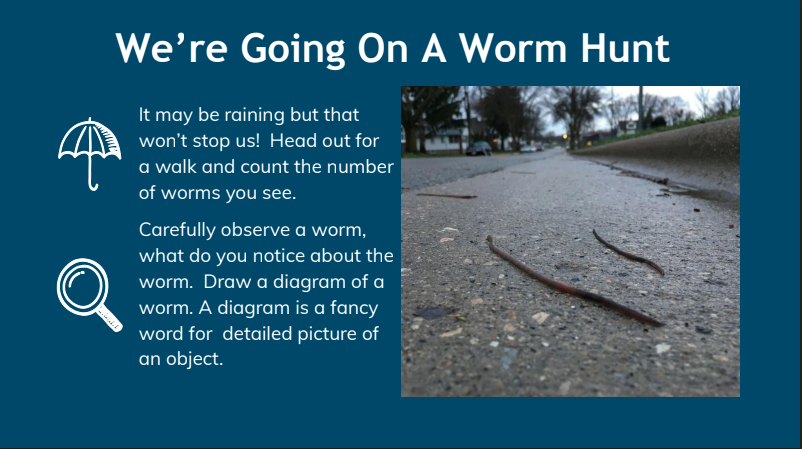 We're Going On A Worm Hunt
It may be raining but that
won't stop us!  Head out for
a walk and count the number
of worms you see.
Carefully observe a worm,
what do you notice about the
worm.  Draw a diagram of a
worm. A diagram is a fancy
word for  detailed picture of
an object.